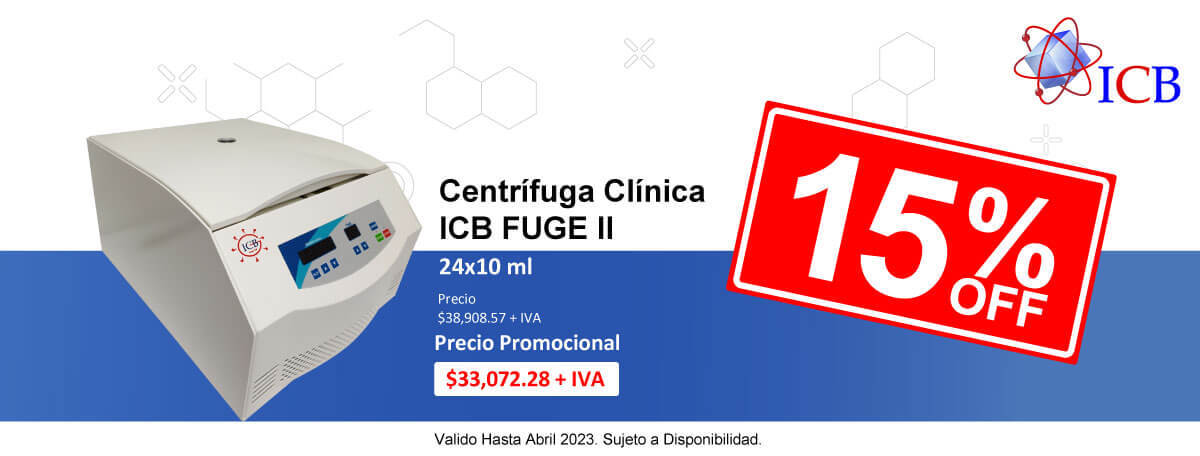 ICB
15%
OFF
Centrífuga Clínica
ICB FUGE II
ICB
24x10 ml
Precio
$38,908.57 + IVA
Precio Promocional
$33,072.28 + IVA
Valido Hasta Abril 2023. Sujeto a Disponibilidad.